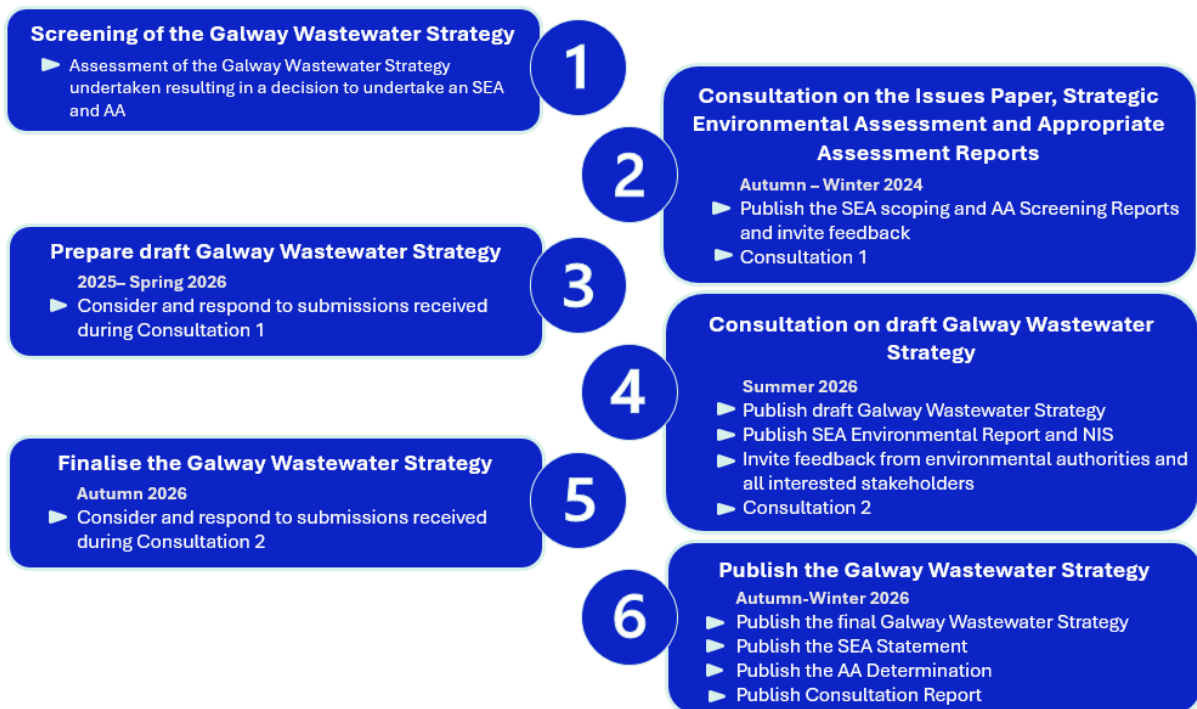 Screening of the Galway Wastewater Strategy
Assessment of the Galway Wastewater Strategy
undertaken resulting in a decision to undertake an SEA
and AA
1
Consultation on the Issues Paper, Strategic
Environmental Assessment and Appropriate
Assessment Reports
Autumn – Winter 2024
Publish the SEA scoping and AA Screening Reports
and invite feedback
Consultation 1
2
Prepare draft Galway Wastewater Strategy
2025– Spring 2026
Consider and respond to submissions received
during Consultation 1
3
Consultation on draft Galway Wastewater
Strategy
Summer 2026
Publish draft Galway Wastewater Strategy
Publish SEA Environmental Report and NIS
Invite feedback from environmental authorities and
all interested stakeholders
Consultation 2
4
Finalise the Galway Wastewater Strategy
Autumn 2026
Consider and respond to submissions received
during Consultation 2
5
Publish the Galway Wastewater Strategy
Autumn-Winter 2026
Publish the final Galway Wastewater Strategy
Publish the SEA Statement
Publish the AA Determination
Publish Consultation Report
6